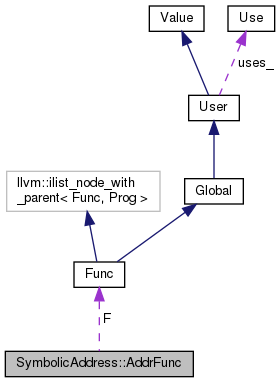 Value
Use
uses_
User
llvm::ilist_node_with
_parent< Func, Prog >
Global
Func
F
SymbolicAddress::AddrFunc